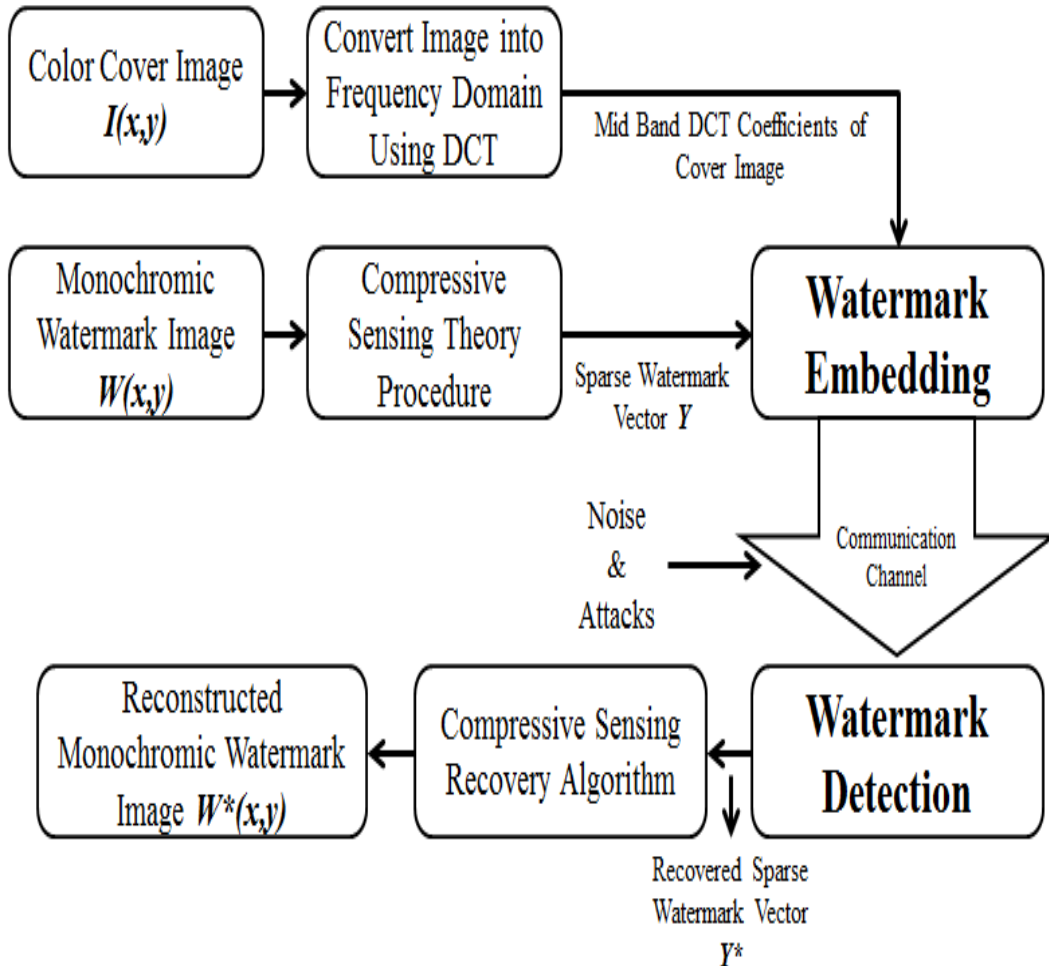 Color Cover Image
I(x,y)
Convert Image into
Frequency Domain
Using DCT
Mid Band DCT Coefficients of
Cover Image
Monochromic
Watermark Image
W(x,y)
Compressive
Sensing Theory
Procedure
Sparse Watermark
Vector Y
Watermark
Embedding
Noise
&
Attacks
Communication
Channel
Watermark
Detection
Recovered Sparse
Watermark Vector
Y*
Compressive Sensing
Recovery Algorithm
Reconstructed
Monochromic Watermark
Image W*(x,y)